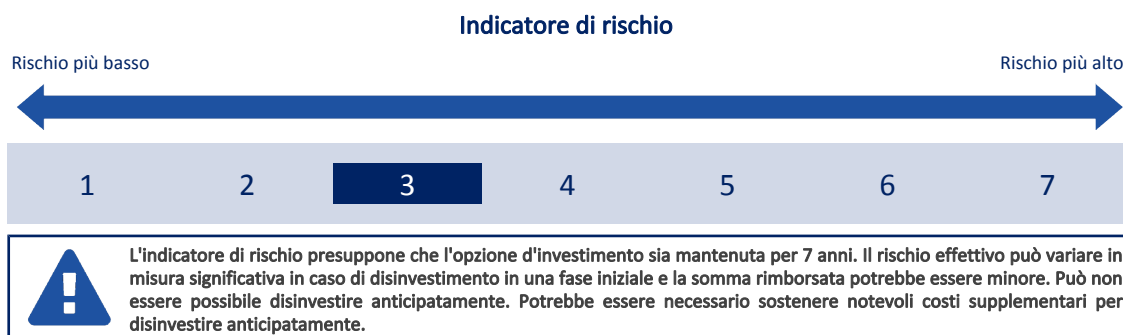 Indicatore di rischio
Rischio più basso
Rischio più alto
1 2 3 4 5 6 7
L'indicatore di rischio presuppone che l'opzione d'investimento sia mantenuta per 7 anni. Il rischio effettivo può variare in
misura significativa in caso di disinvestimento in una fase iniziale e la somma rimborsata potrebbe essere minore. Può non
essere possibile disinvestire anticipatamente. Potrebbe essere necessario sostenere notevoli costi supplementari per
disinvestire anticipatamente.